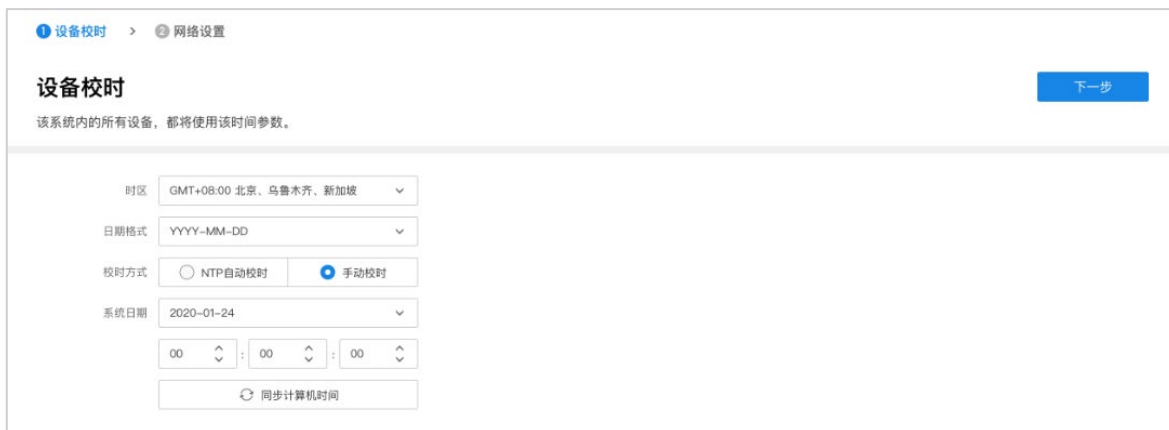 1 设备校时 > 2 网络设置
设备校时
下一步
该系统内的所有设备，都将使用该时间参数。
时区 GMT+08:00 北京、乌鲁木齐、新加坡
日期格式 YYYY-MM-DD
校时方式 NTP自动校时 手动校时
系统日期 2020-01-24
00 : 00 : 00
同步计算机时间